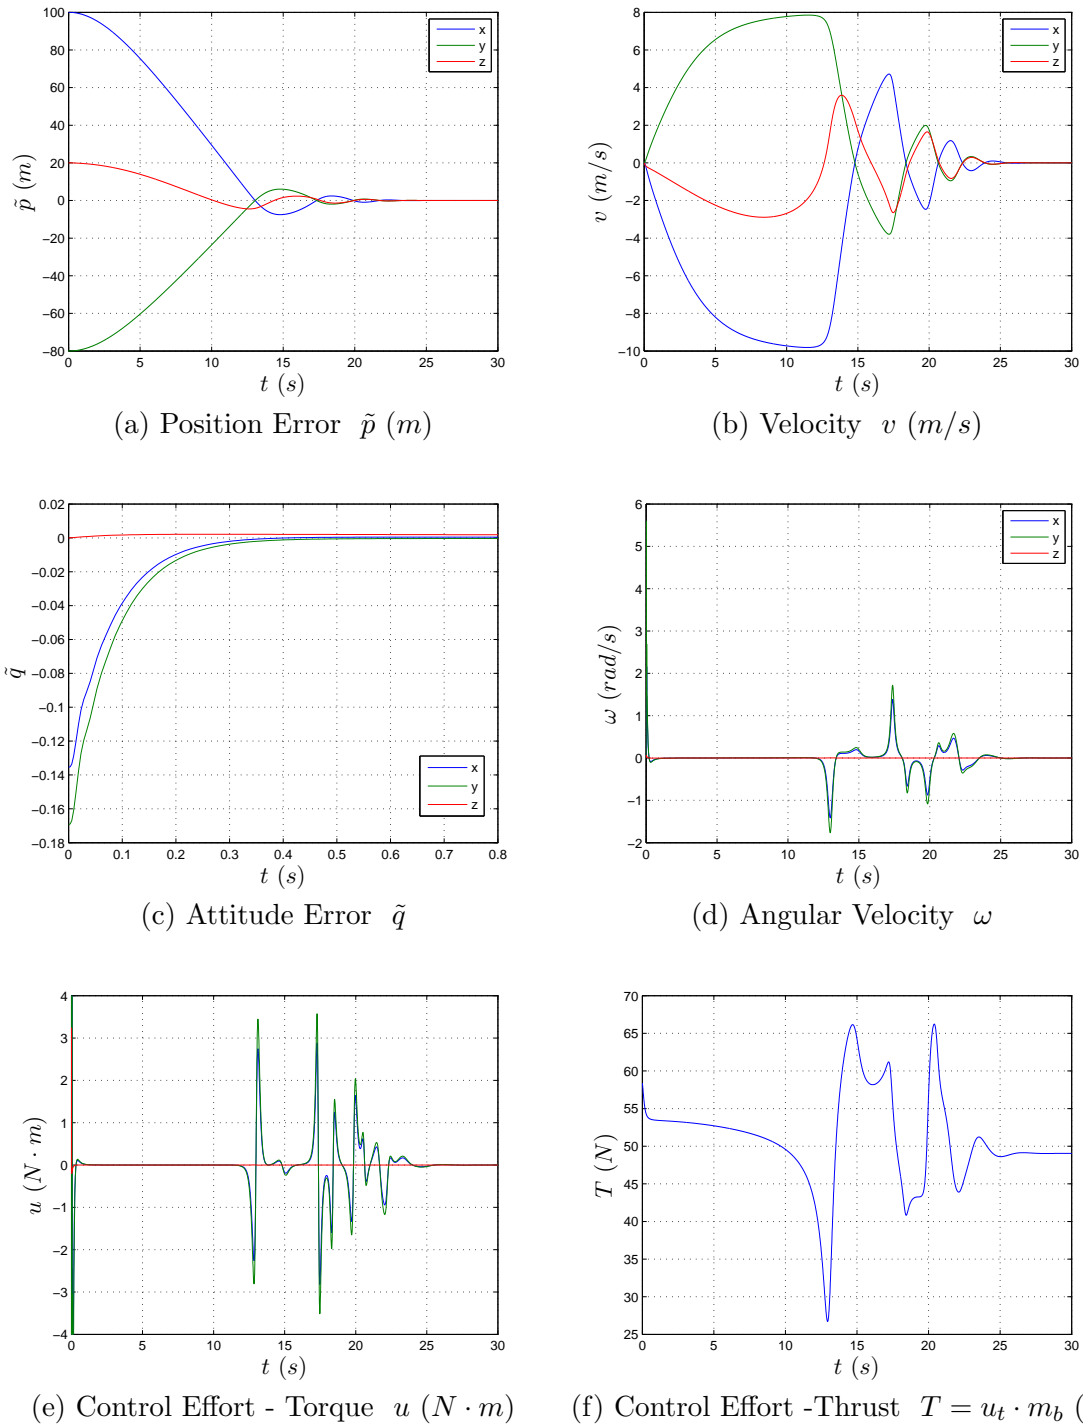 100
80
60
40
20
0
−20
−40
−60
−80
0 5 10 15 20 25 30
p̃ (m)
t (s)
x
y
z
(a) Position Error p̃ (m)
8
6
4
2
0
−2
−4
−6
−8
−10
0 5 10 15 20 25 30
v (m/s)
t (s)
x
y
z
(b) Velocity v (m/s)
0.02
0
−0.02
−0.04
−0.06
−0.08
−0.1
−0.12
−0.14
−0.16
−0.18
0 0.1 0.2 0.3 0.4 0.5 0.6 0.7 0.8
q̃
t (s)
x
y
z
(c) Attitude Error q̃
6
5
4
3
2
1
0
−1
−2
0 5 10 15 20 25 30
ω (rad/s)
t (s)
x
y
z
(d) Angular Velocity ω
4
3
2
1
0
−1
−2
−3
−4
0 5 10 15 20 25 30
u (N · m)
t (s)
(e) Control Effort - Torque u (N · m)
70
65
60
55
50
45
40
35
30
25
0 5 10 15 20 25 30
T (N)
t (s)
(f) Control Effort -Thrust T = u_t · m_b (